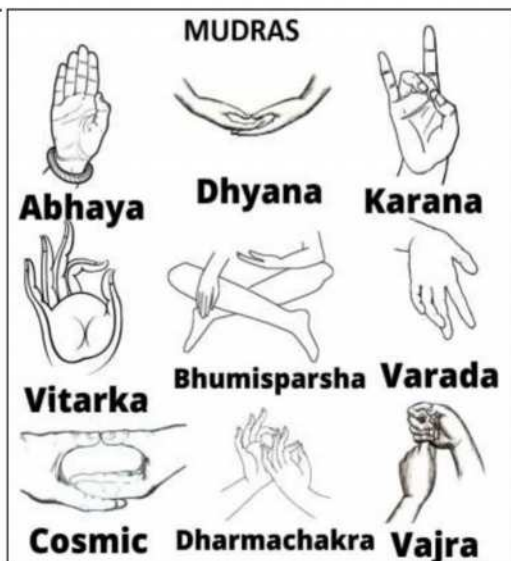 MUDRAS
Abhaya
Dhyana
Karana
Vitarka
Bhumisparsha
Varada
Cosmic
Dharmachakra
Vajra